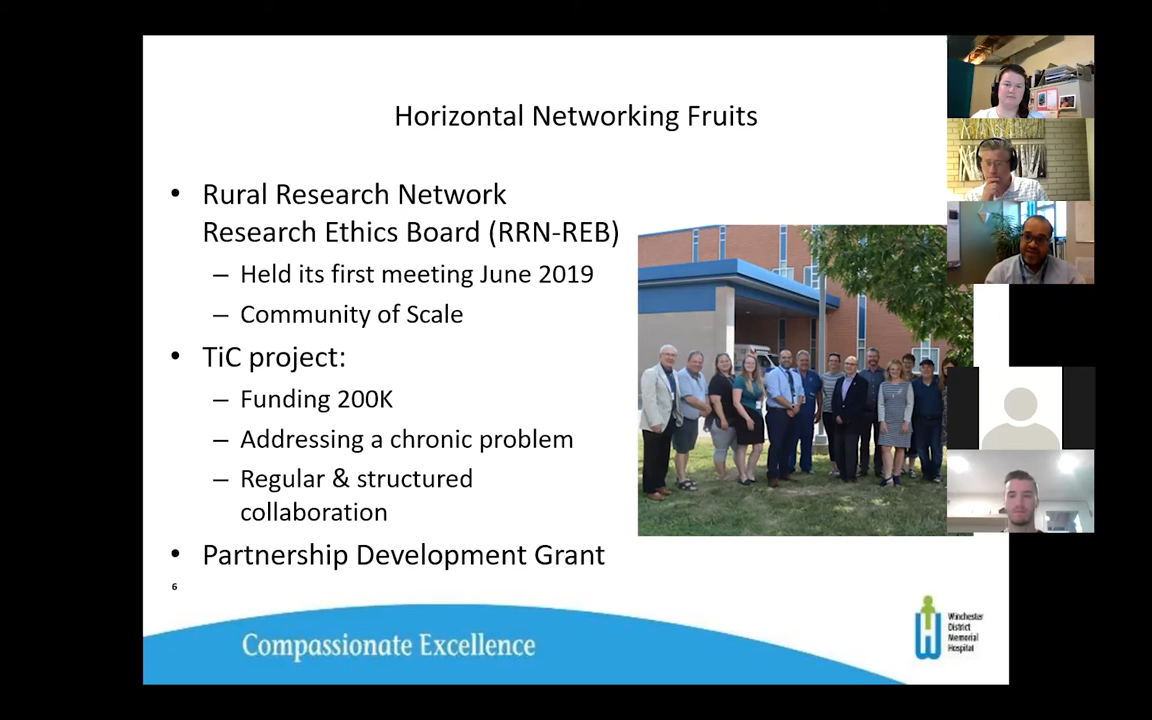 Horizontal Networking Fruits
• Rural Research Network
Research Ethics Board (RRN-REB)
– Held its first meeting June 2019
– Community of Scale
• TiC project:
– Funding 200K
– Addressing a chronic problem
– Regular & structured
collaboration
• Partnership Development Grant
6
Compassionate Excellence
Winchester
District
Memorial
Hospital